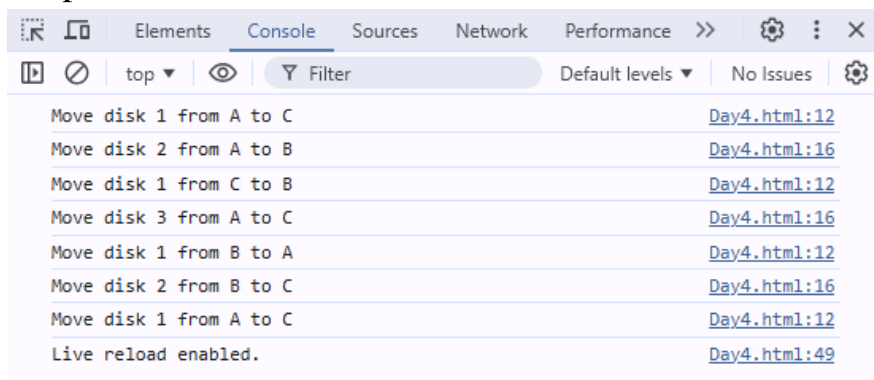 Elements Console Sources Network Performance
top ▼ Filter Default levels ▼ No Issues
Move disk 1 from A to C Day4.html:12
Move disk 2 from A to B Day4.html:16
Move disk 1 from C to B Day4.html:12
Move disk 3 from A to C Day4.html:16
Move disk 1 from B to A Day4.html:12
Move disk 2 from B to C Day4.html:16
Move disk 1 from A to C Day4.html:12
Live reload enabled. Day4.html:49